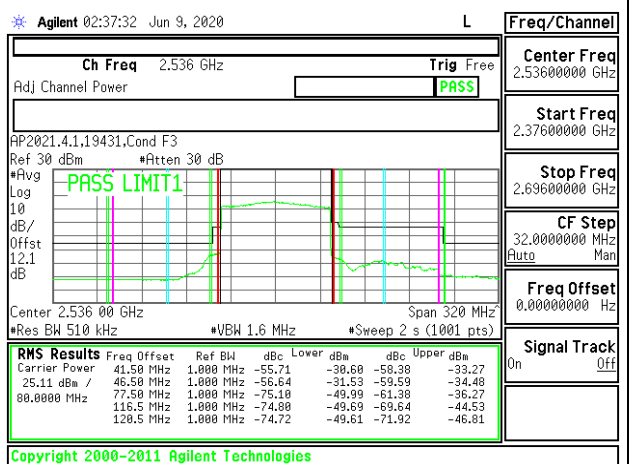 Agilent 02:37:32 Jun 9, 2020 L
Freq/Channel
Ch Freq 2.536 GHz Trig Free
Adj Channel Power PASS
AP2021.4.1,19431,Cond F3
Ref 30 dBm #Atten 30 dB
#Avg
Log
10
dB/
Offst
12.1
dB
PASS LIMIT1
Center 2.536 00 GHz Span 320 MHz^
#Res BW 510 kHz #VBW 1.6 MHz #Sweep 2 s (1001 pts)
RMS Results Freq Offset Ref BW dBc Lower dBm dBc Upper dBm
Carrier Power 41.50 MHz 1.000 MHz -55.71 -30.60 -58.38 -33.27
25.11 dBm / 46.50 MHz 1.000 MHz -56.64 -31.53 -59.59 -34.48
80.0000 MHz 77.50 MHz 1.000 MHz -75.10 -49.99 -61.38 -36.27
116.5 MHz 1.000 MHz -74.80 -49.69 -69.64 -44.53
120.5 MHz 1.000 MHz -74.72 -49.61 -71.92 -46.81
Copyright 2000-2011 Agilent Technologies
Center Freq
2.53600000 GHz
Start Freq
2.37600000 GHz
Stop Freq
2.69600000 GHz
CF Step
32.0000000 MHz
Auto Man
Freq Offset
0.00000000 Hz
Signal Track
On Off